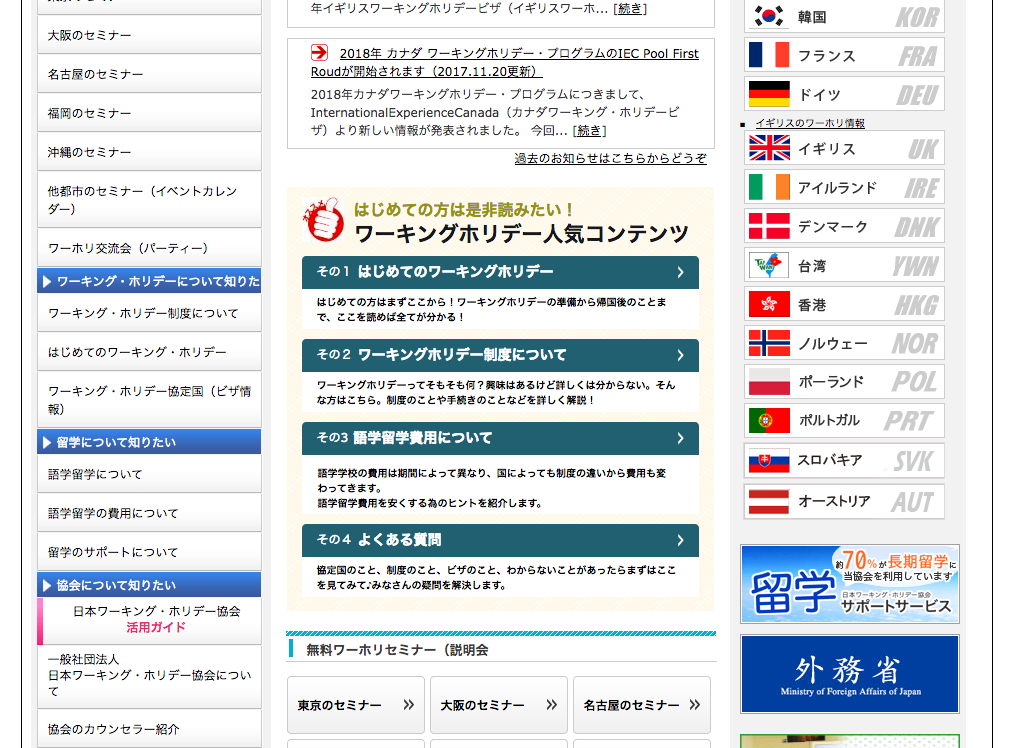 大阪のセミナー
名古屋のセミナー
福岡のセミナー
沖縄のセミナー
他都市のセミナー（イベントカレン
ダー）
ワーホリ交流会（パーティー）
ワーキング・ホリデーについて知りた
ワーキング・ホリデー制度について
はじめてのワーキング・ホリデー
ワーキング・ホリデー協定国（ビザ情
報）
留学について知りたい
語学留学について
語学留学の費用について
留学のサポートについて
協会について知りたい
日本ワーキング・ホリデー協会
活用ガイド
一般社団法人
日本ワーキング・ホリデー協会につい
て
協会のカウンセラー紹介
年イギリスワーキングホリデービザ（イギリスワーホ... [続き]
2018年 カナダ ワーキングホリデー・プログラムのIEC Pool First
Roudが開始されます（2017.11.20更新）
2018年カナダワーキングホリデー・プログラムにつきまして、
InternationalExperienceCanada（カナダワーキング・ホリデービ
ザ）より新しい情報が発表されました。 今回... [続き]
過去のお知らせはこちらからどうぞ
オススメ
はじめての方は是非読みたい！
ワーキングホリデー人気コンテンツ
その1 はじめてのワーキングホリデー
はじめての方はまずここから！ワーキングホリデーの準備から帰国後のことま
で、ここを読めば全てが分かる！
その2 ワーキングホリデー制度について
ワーキングホリデーってそもそも何？興味はあるけど詳しくは分からない。そん
な方はこちら。制度のことや手続きのことなどを詳しく解説！
その3 語学留学費用について
語学学校の費用は期間によって異なり、国によっても制度の違いから費用も変
わってきます。
語学留学費用を安くする為のヒントを紹介します。
その4 よくある質問
協定国のこと、制度のこと、ビザのこと、わからないことがあったらまずはここ
を見てみて♪みなさんの疑問を解決します。
無料ワーホリセミナー（説明会
東京のセミナー
大阪のセミナー
名古屋のセミナー
韓国 KOR
フランス FRA
ドイツ DEU
イギリスのワーホリ情報
イギリス UK
アイルランド IRE
デンマーク DNK
TAIWAN 台湾 YWN
香港 HKG
ノルウェー NOR
ポーランド POL
ポルトガル PRT
スロバキア SVK
オーストリア AUT
約70%が長期留学に
当協会を利用しています
留学
日本ワーキング・ホリデー協会
サポートサービス
外務省
Ministry of Foreign Affairs of Japan